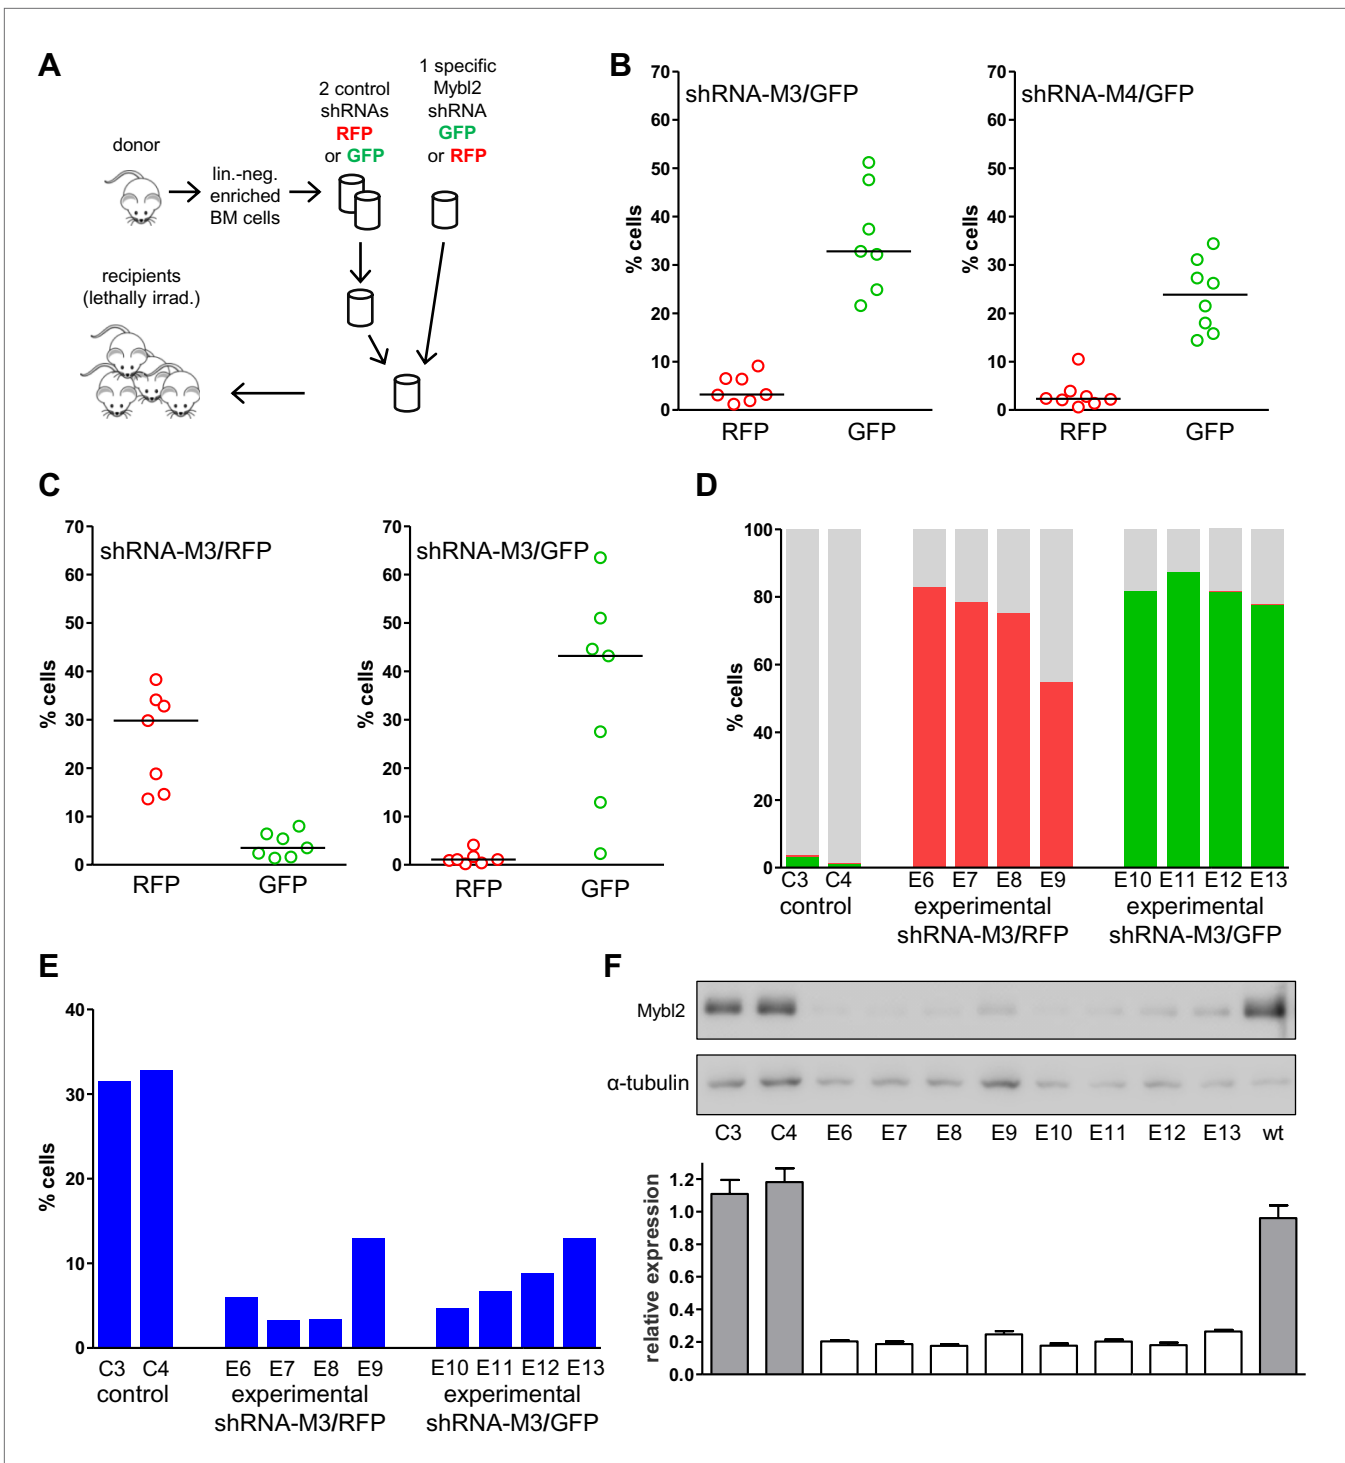 A
donor
lin.-neg.
enriched
BM cells
2 control
shRNAs
RFP
or GFP
1 specific
Mybl2
shRNA
GFP
or RFP
recipients
(lethally irrad.)
B
shRNA-M3/GFP
% cells
70
60
50
40
30
20
10
0
RFP GFP
shRNA-M4/GFP
% cells
70
60
50
40
30
20
10
0
RFP GFP
C
shRNA-M3/RFP
% cells
70
60
50
40
30
20
10
0
RFP GFP
shRNA-M3/GFP
% cells
70
60
50
40
30
20
10
0
RFP GFP
D
% cells
100
80
60
40
20
0
C3 C4 E6 E7 E8 E9 E10 E11 E12 E13
control experimental experimental
shRNA-M3/RFP shRNA-M3/GFP
E
% cells
40
30
20
10
0
C3 C4 E6 E7 E8 E9 E10 E11 E12 E13
control experimental experimental
shRNA-M3/RFP shRNA-M3/GFP
F
Mybl2
α-tubulin
C3 C4 E6 E7 E8 E9 E10 E11 E12 E13 wt
relative expression
1.2
1.0
0.8
0.6
0.4
0.2
0.0